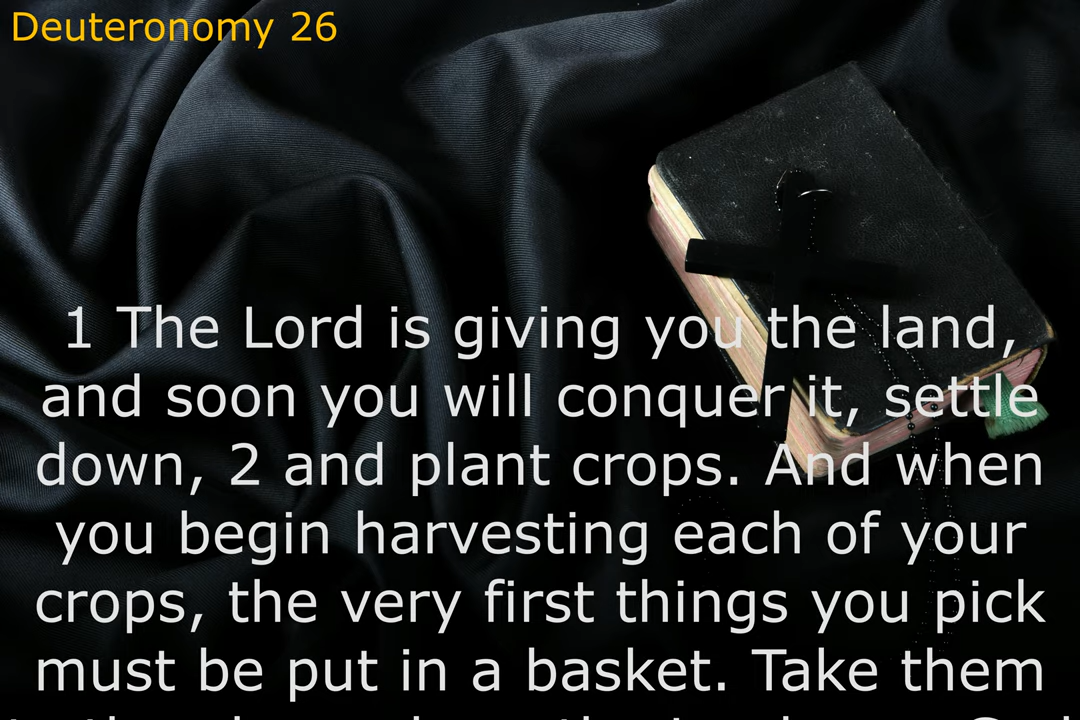 Deuteronomy 26
1 The Lord is giving you the land,
and soon you will conquer it, settle
down, 2 and plant crops. And when
you begin harvesting each of your
crops, the very first things you pick
must be put in a basket. Take them